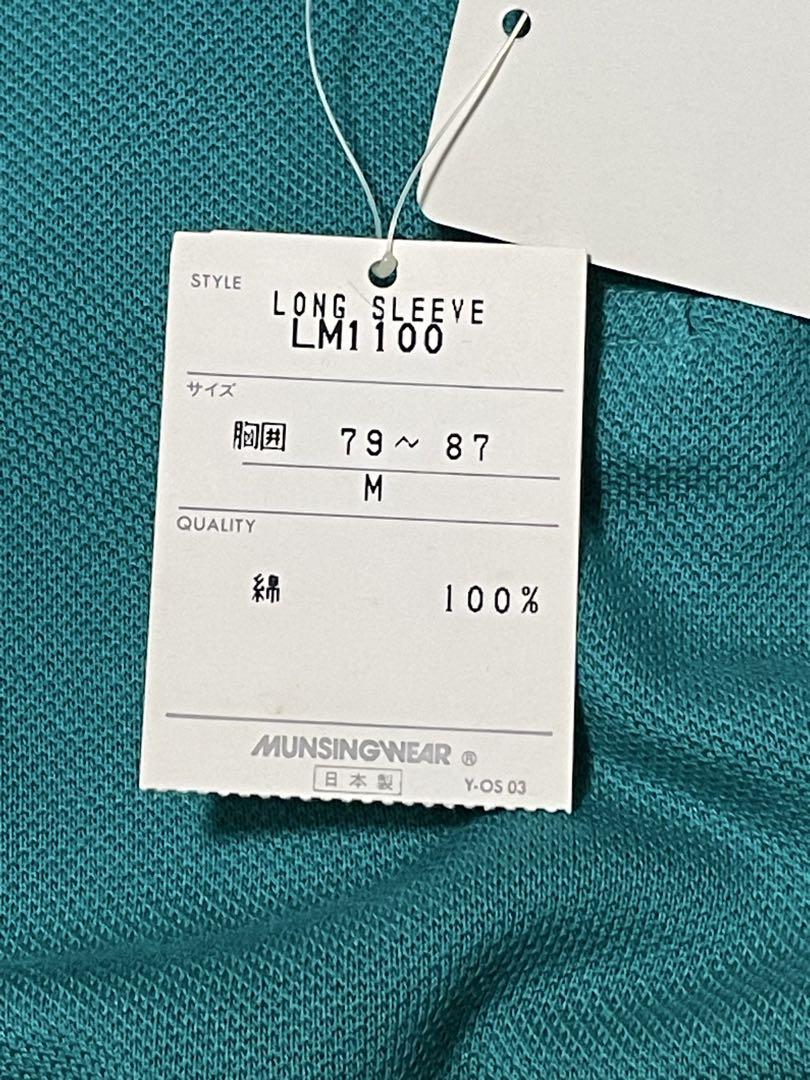 STYLE
LONG SLEEVE
LM1100
サイズ
胸囲 79～ 87
M
QUALITY
綿 100%
MUNSINGWEAR ®
日本製 Y-OS 03